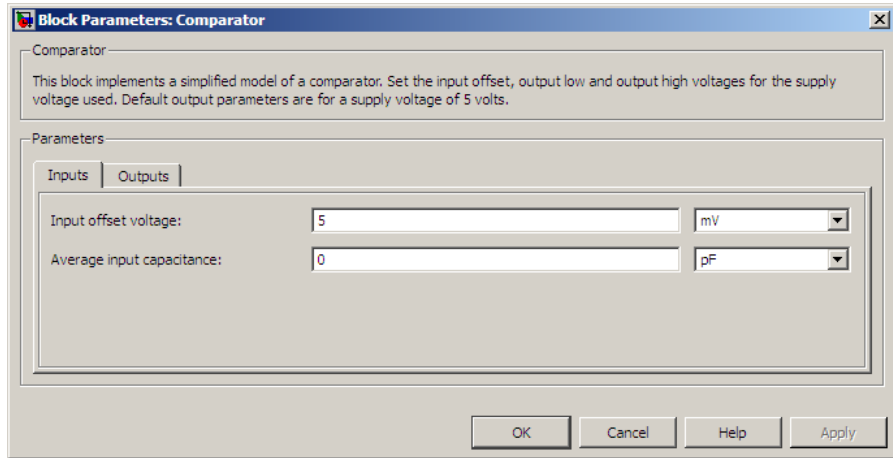 Block Parameters: Comparator
Comparator
This block implements a simplified model of a comparator. Set the input offset, output low and output high voltages for the supply
voltage used. Default output parameters are for a supply voltage of 5 volts.
Parameters
Inputs Outputs
Input offset voltage: 5 mV
Average input capacitance: 0 pF
OK Cancel Help Apply